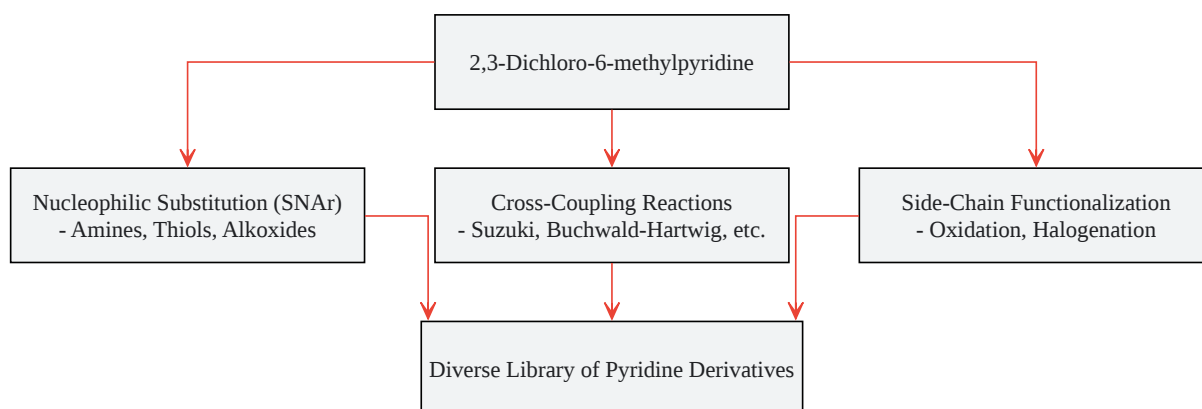 2,3-Dichloro-6-methylpyridine
Nucleophilic Substitution (SNAr)
- Amines, Thiols, Alkoxides
Cross-Coupling Reactions
- Suzuki, Buchwald-Hartwig, etc.
Side-Chain Functionalization
- Oxidation, Halogenation
Diverse Library of Pyridine Derivatives